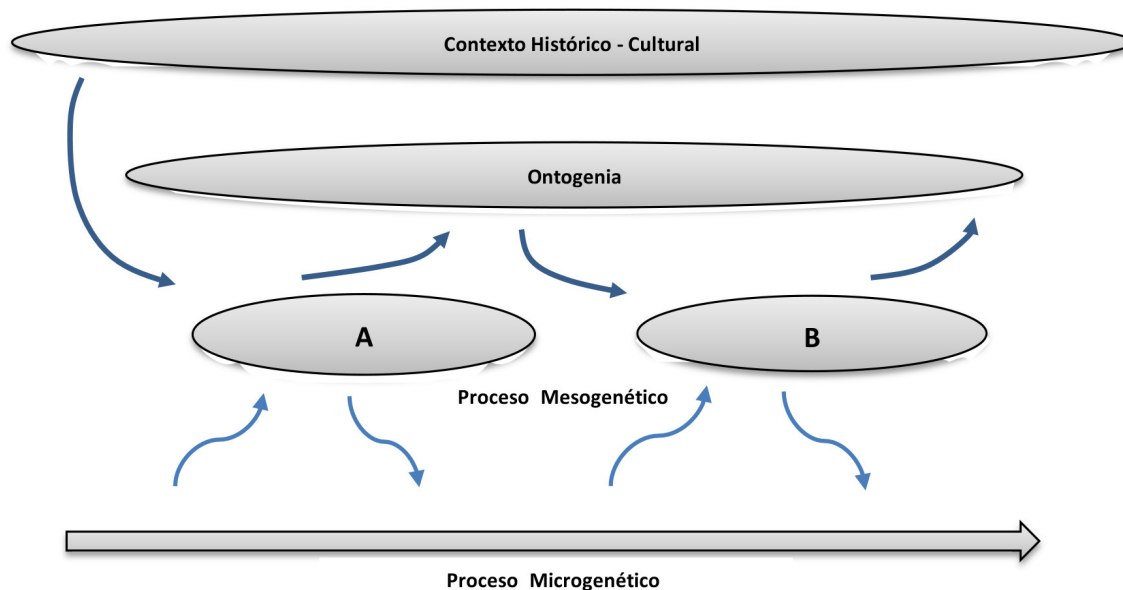 Contexto Histórico - Cultural
Ontogenia
A
B
Proceso Mesogenético
Proceso Microgenético